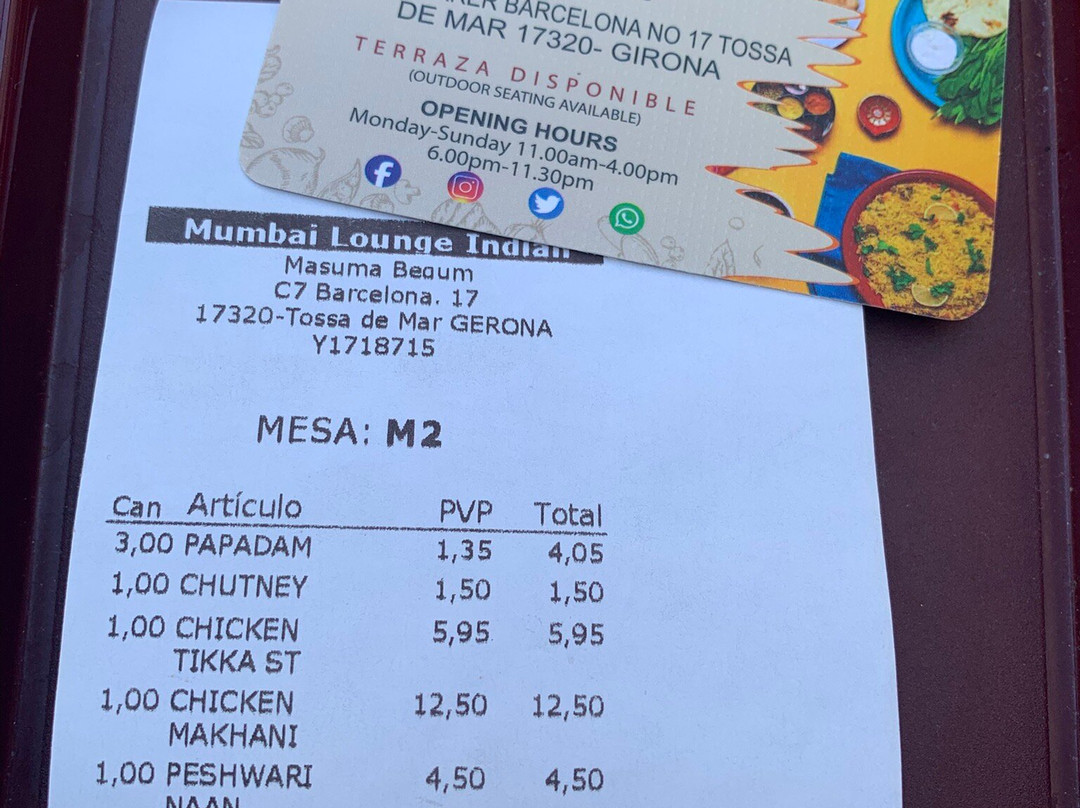 BARCELONA NO 17 TOSSA
DE MAR 17320- GIRONA
TERRAZA DISPONIBLE
(OUTDOOR SEATING AVAILABLE)
OPENING HOURS
Monday-Sunday 11.00am-4.00pm
6.00pm-11.30pm
Mumbai Lounge Indian
Masuma Begum
C7 Barcelona. 17
17320-Tossa de Mar GERONA
Y1718715
MESA: M2
Can Artículo PVP Total
3,00 PAPADAM 1,35 4,05
1,00 CHUTNEY 1,50 1,50
1,00 CHICKEN 5,95 5,95
TIKKA ST
1,00 CHICKEN 12,50 12,50
MAKHANI
1,00 PESHWARI 4,50 4,50
NAAN